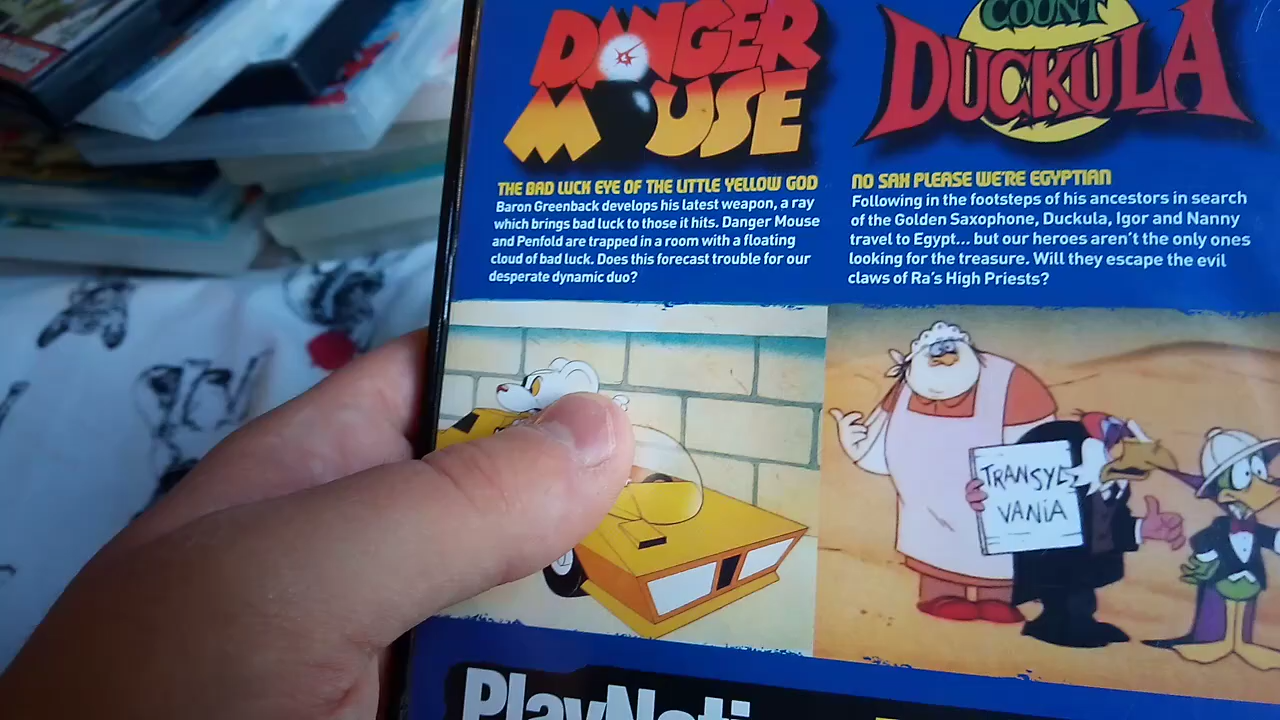 DANGER
MOUSE
THE BAD LUCK EYE OF THE LITTLE YELLOW GOD
Baron Greenback develops his latest weapon, a ray
which brings bad luck to those it hits. Danger Mouse
and Penfold are trapped in a room with a floating
cloud of bad luck. Does this forecast trouble for our
desperate dynamic duo?
COUNT
DUCKULA
NO SAX PLEASE WE'RE EGYPTIAN
Following in the footsteps of his ancestors in search
of the Golden Saxophone, Duckula, Igor and Nanny
travel to Egypt... but our heroes aren't the only ones
looking for the treasure. Will they escape the evil
claws of Ra's High Priests?
TRANSYL
VANIA